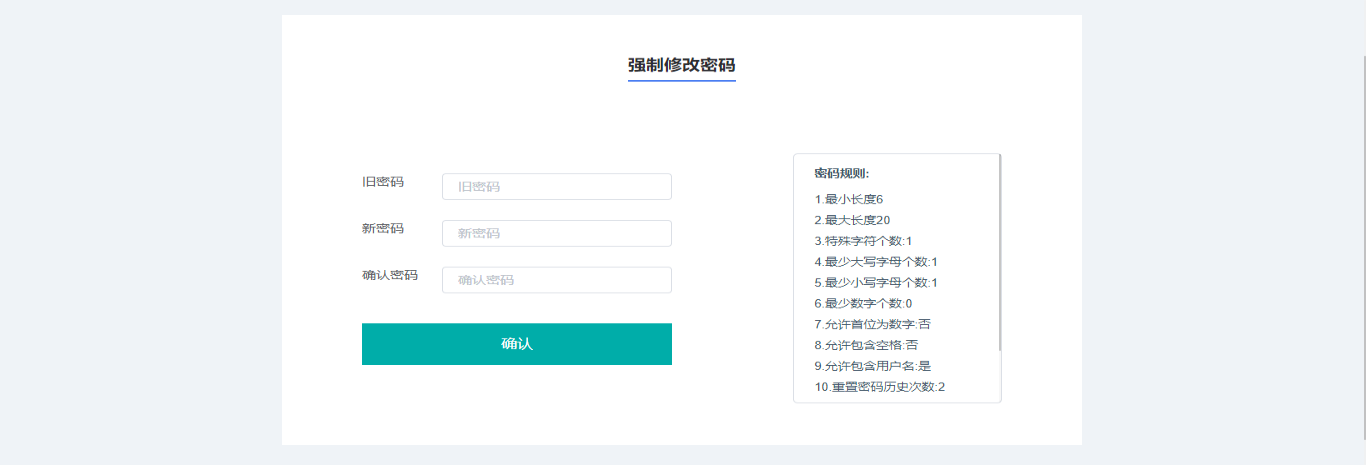 强制修改密码
旧密码
旧密码
新密码
新密码
确认密码
确认密码
确认
密码规则:
1.最小长度6
2.最大长度20
3.特殊字符个数:1
4.最少大写字母个数:1
5.最少小写字母个数:1
6.最少数字个数:0
7.允许首位为数字:否
8.允许包含空格:否
9.允许包含用户名:是
10.重置密码历史次数:2